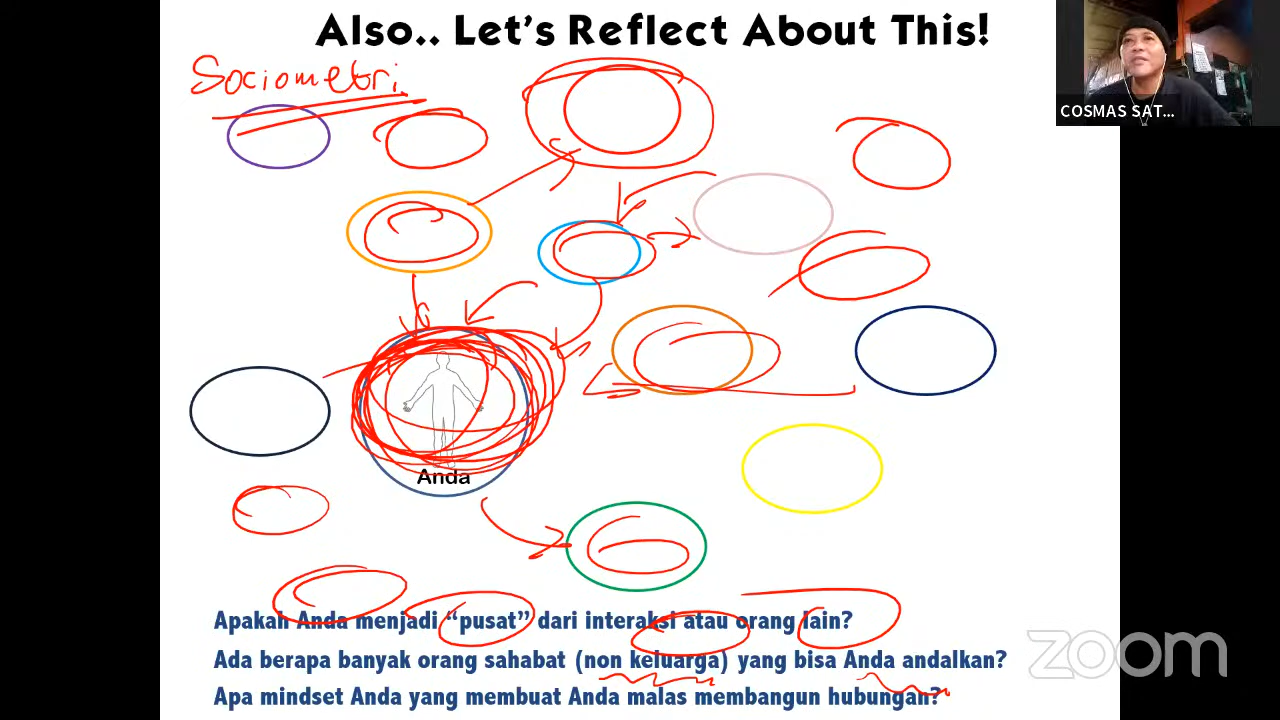 Also.. Let's Reflect About This!
Sociometri
COSMAS SAT...
Anda
Apakah Anda menjadi “pusat” dari interaksi atau orang lain?
Ada berapa banyak orang sahabat (non keluarga) yang bisa Anda andalkan?
Apa mindset Anda yang membuat Anda malas membangun hubungan?
zoom